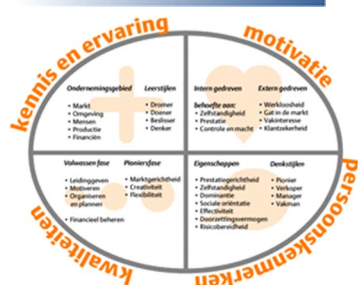 kennis en ervaring
motivatie
Ondernemingsgebied
• Markt
• Omgeving
• Mensen
• Productie
• Financiën
Leerstijlen
• Dromer
• Doener
• Beslisser
• Denker
Intern gedreven
behoefte aan:
• Zelfstandigheid
• Prestatie
• Controle en macht
Extern gedreven
• Werkloosheid
• Gat in de markt
• Vakinteresse
• Klantzekerheid
Volwassen fase
• Leidinggeven
• Motiveren
• Organiseren
en plannen
• Financieel beheren
Pioniersfase
• Marktgerichtheid
• Creativiteit
• Flexibiliteit
Eigenschappen
• Prestatiegerichtheid
• Zelfstandigheid
• Dominantie
• Sociale oriëntatie
• Effectiviteit
• Doorzettingsvermogen
• Risicobereidheid
Denkstijlen
• Pionier
• Verkoper
• Manager
• Vakman
kwaliteiten
persoonskenmerken